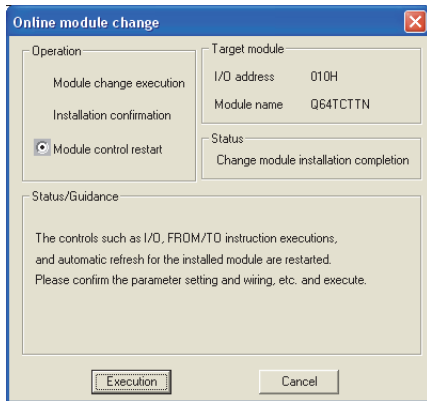 Online module change
Operation
Module change execution
Installation confirmation
Module control restart
Target module
I/O address 010H
Module name Q64TCTTN
Status
Change module installation completion
Status/Guidance
The controls such as I/O, FROM/TO instruction executions,
and automatic refresh for the installed module are restarted.
Please confirm the parameter setting and wiring, etc. and execute.
Execution
Cancel